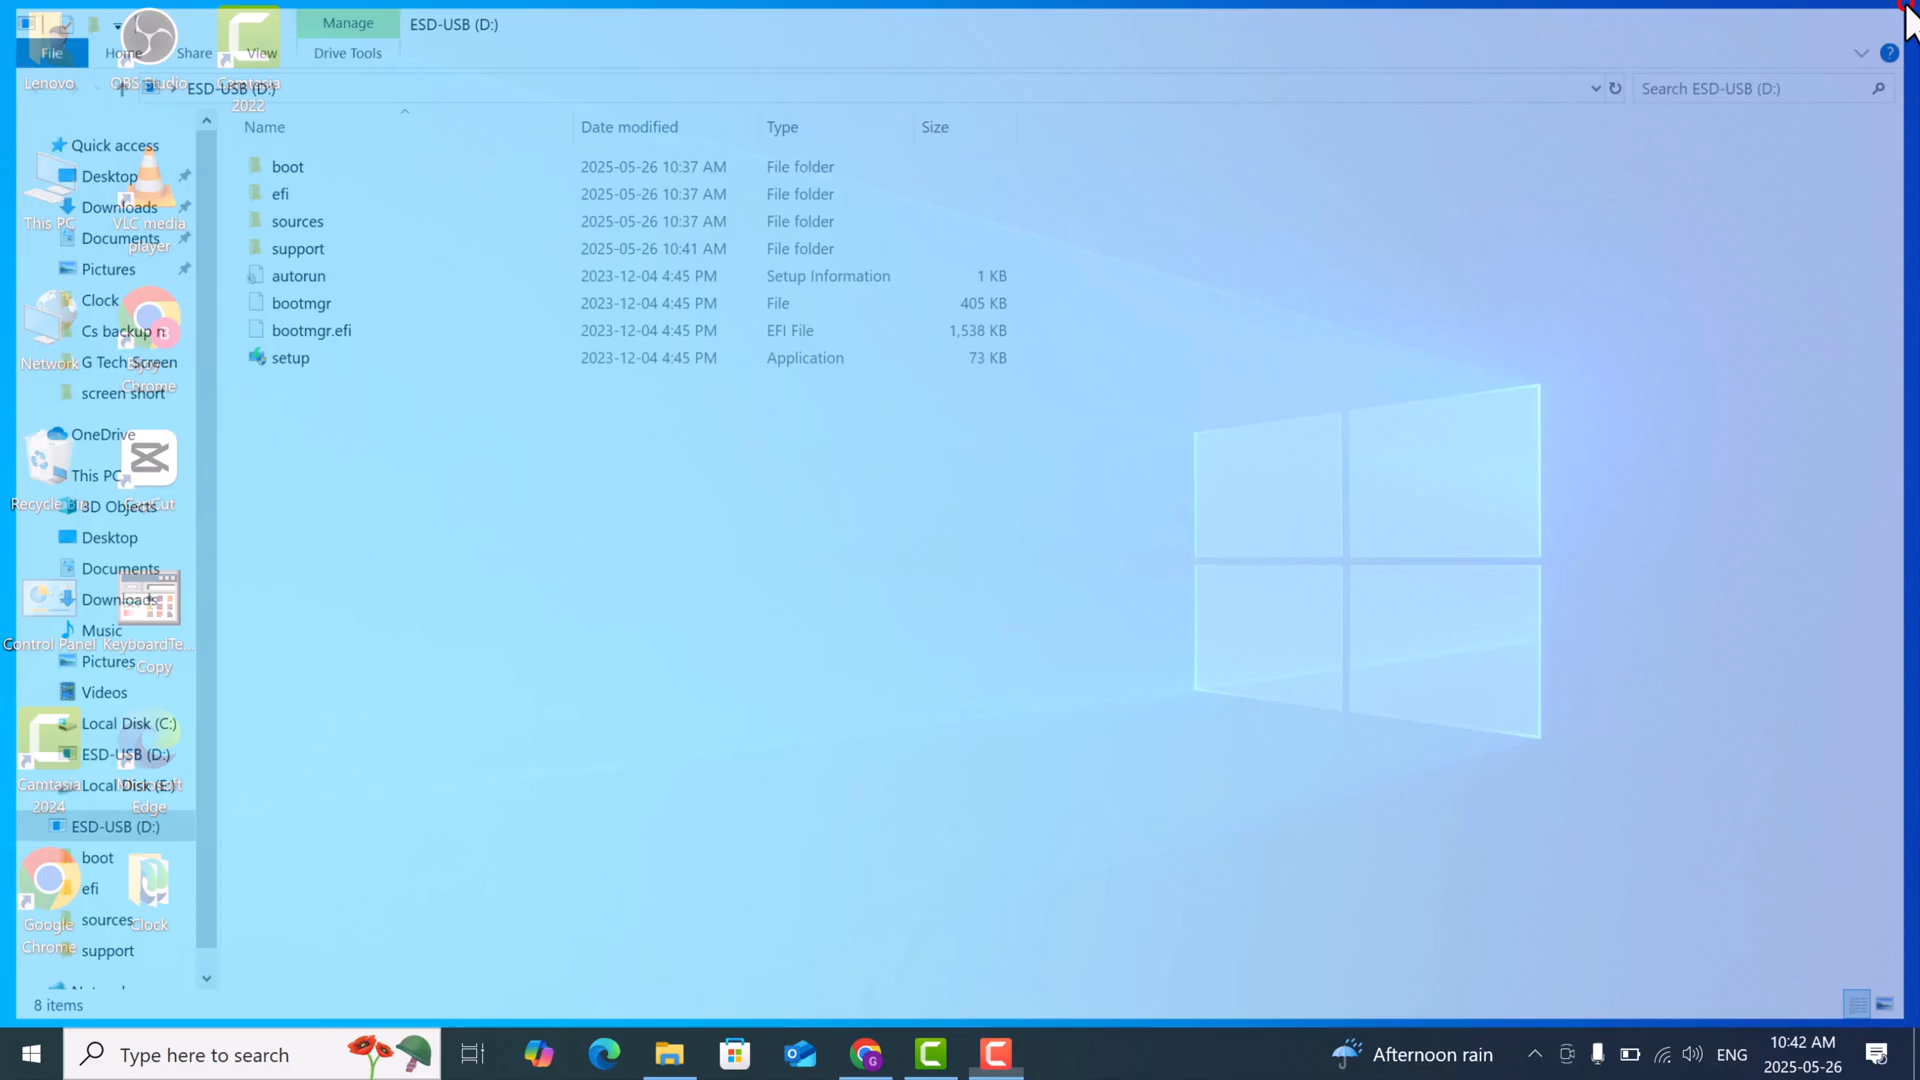 Manage
ESD-USB (D:)
File
Home
Share
View
Drive Tools
Lenovo
OBS Studio
Camtasia
2022
ESD-USB (D:)
Search ESD-USB (D:)
Name
Date modified
Type
Size
boot
2025-05-26 10:37 AM
File folder
efi
2025-05-26 10:37 AM
File folder
sources
2025-05-26 10:37 AM
File folder
support
2025-05-26 10:41 AM
File folder
autorun
2023-12-04 4:45 PM
Setup Information
1 KB
bootmgr
2023-12-04 4:45 PM
File
405 KB
bootmgr.efi
2023-12-04 4:45 PM
EFI File
1,538 KB
setup
2023-12-04 4:45 PM
Application
73 KB
Quick access
Desktop
Downloads
This PC
VLC media
player
Documents
Pictures
Clock
Cs backup n
Network
G Tech Screen
Chrome
screen short
OneDrive
This PC
Recycle Bin
CapCut
3D Objects
Desktop
Documents
Downloads
Music
Control Panel
KeyboardTe...
- Copy
Pictures
Videos
Local Disk (C:)
ESD-USB (D:)
Camtasia
2024
Local Disk (E:)
Microsoft
Edge
ESD-USB (D:)
boot
efi
sources
Google
Chrome
Clock
support
8 items
Type here to search
Afternoon rain
ENG
10:42 AM
2025-05-26